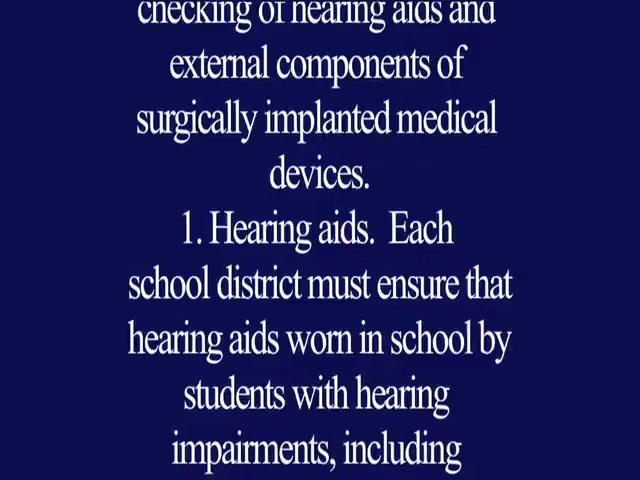 checking of hearing aids and
external components of
surgically implanted medical
devices.
1. Hearing aids.  Each
school district must ensure that
hearing aids worn in school by
students with hearing
impairments, including